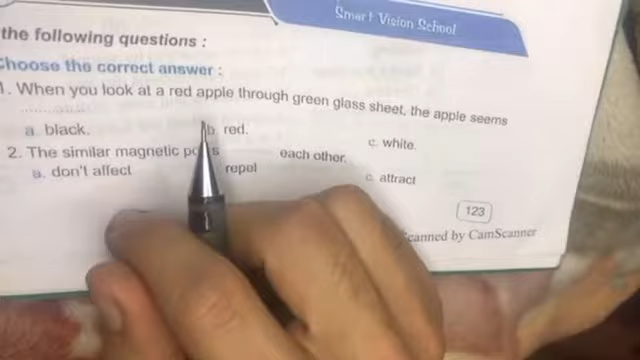 Smart Vision School
the following questions :
Choose the correct answer :
1. When you look at a red apple through green glass sheet, the apple seems
....................
a. black. b. red. c. white.
2. The similar magnetic each other.
a. don't affect repel c. attract
123
Scanned by CamScanner